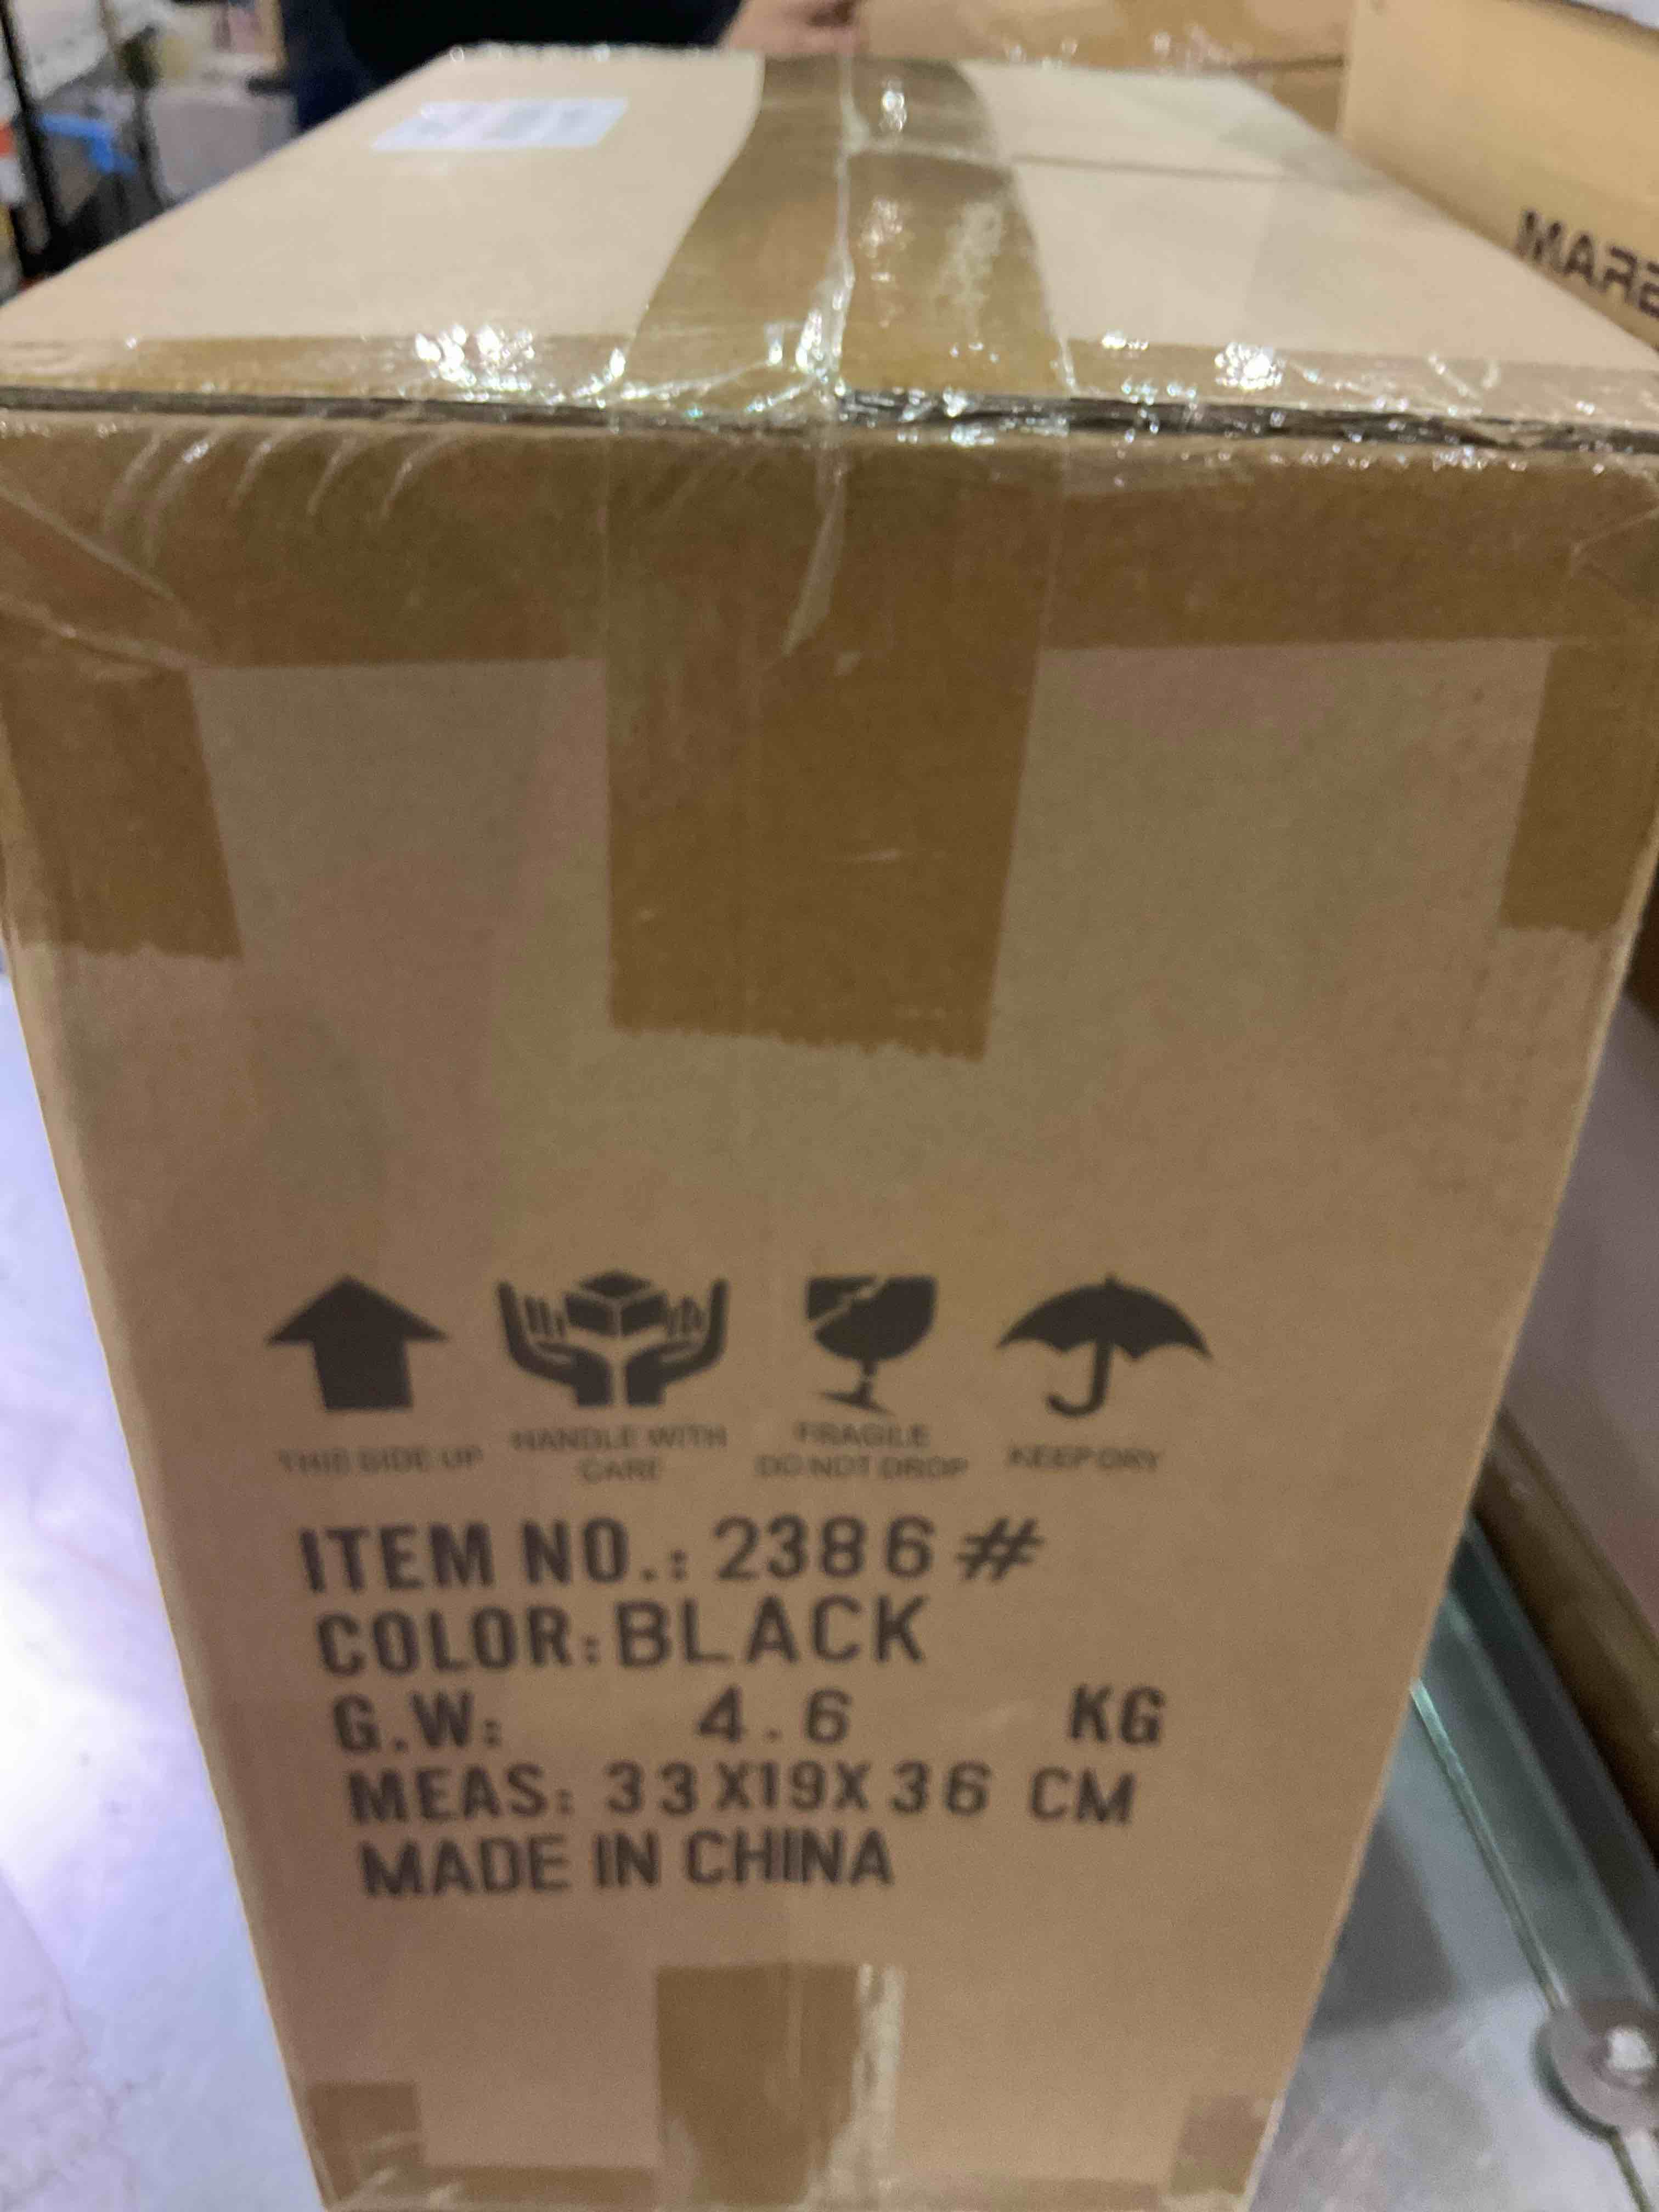 MARB
THIS SIDE UP
HANDLE WITH
CARE
FRAGILE
DO NOT DROP
KEEP DRY
ITEM NO.: 2386#
COLOR: BLACK
G.W: 4.6 KG
MEAS: 33X19X36 CM
MADE IN CHINA